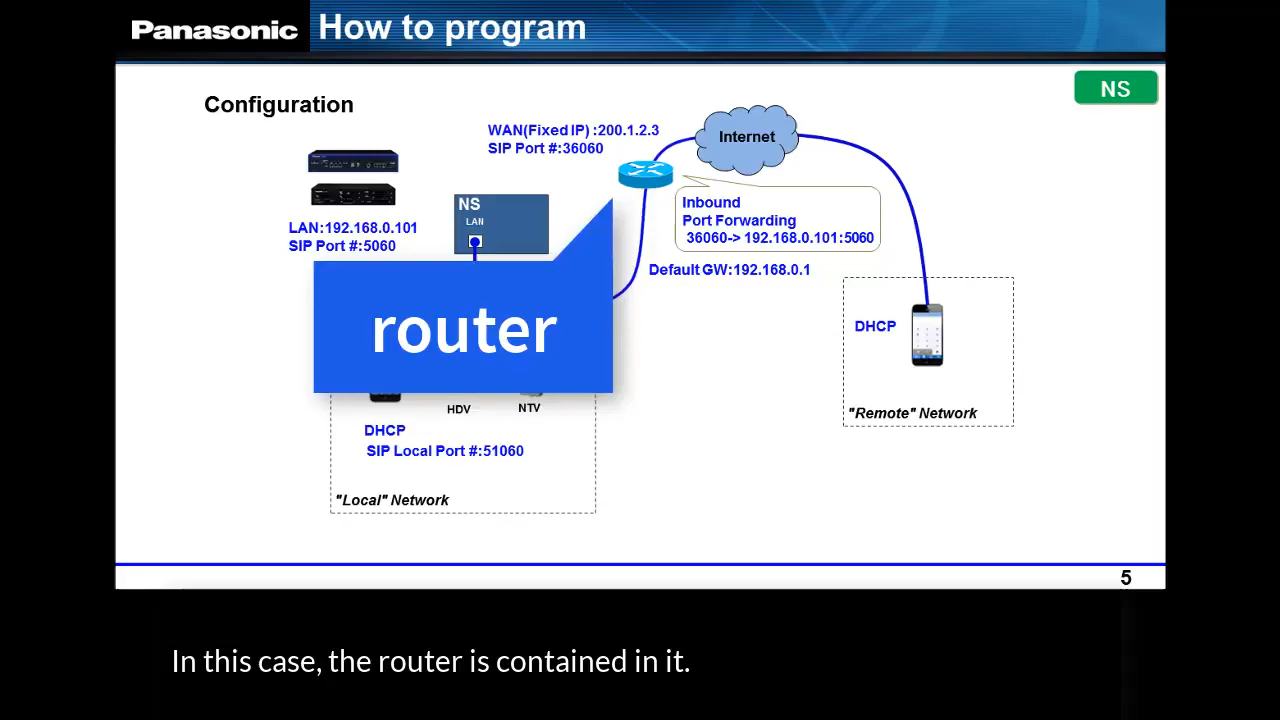 Panasonic How to program
NS
Configuration
WAN(Fixed IP) :200.1.2.3
SIP Port #:36060
Internet
NS
LAN
LAN:192.168.0.101
SIP Port #:5060
Inbound
Port Forwarding
36060-> 192.168.0.101:5060
Default GW:192.168.0.1
router
DHCP
"Remote" Network
HDV
NTV
DHCP
SIP Local Port #:51060
"Local" Network
5
In this case, the router is contained in it.